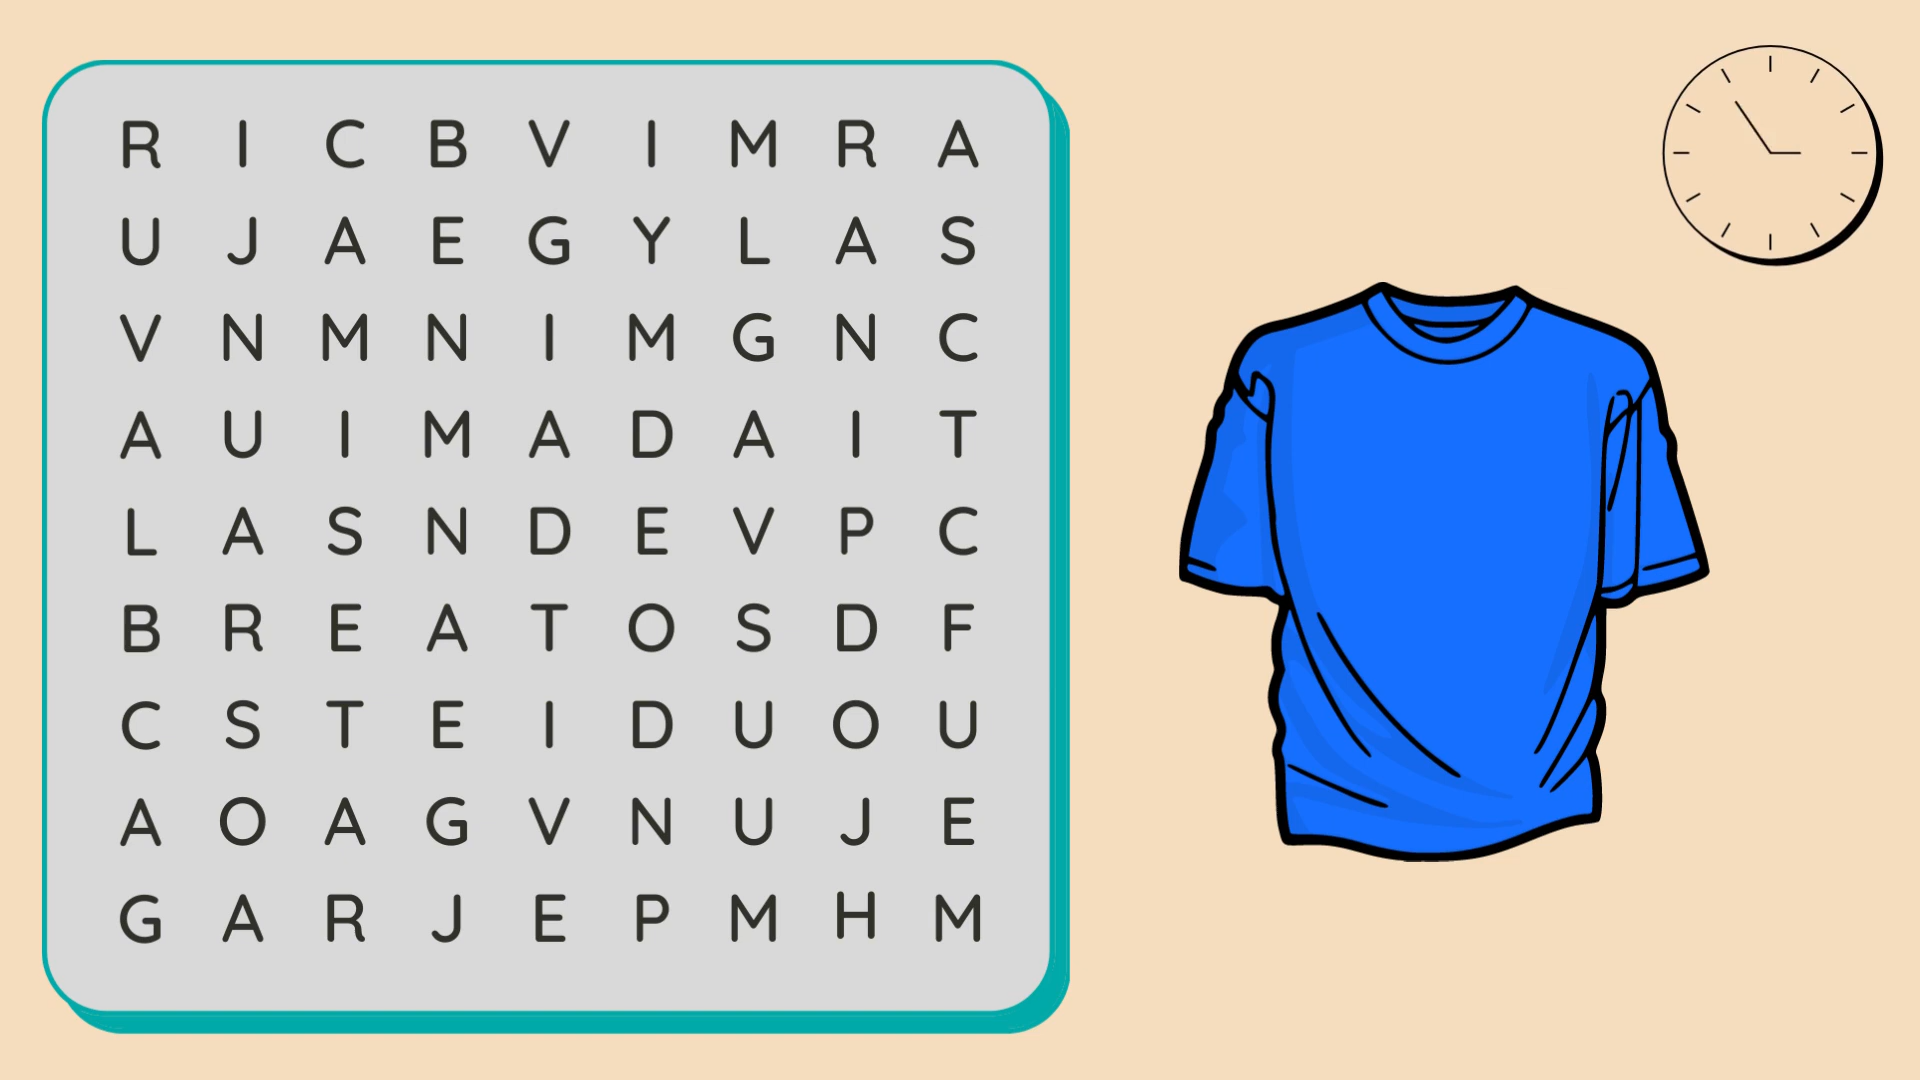 R I C B V I M R A
U J A E G Y L A S
V N M N I M G N C
A U I M A D A I T
L A S N D E V P C
B R E A T O S D F
C S T E I D U O U
A O A G V N U J E
G A R J E P M H M